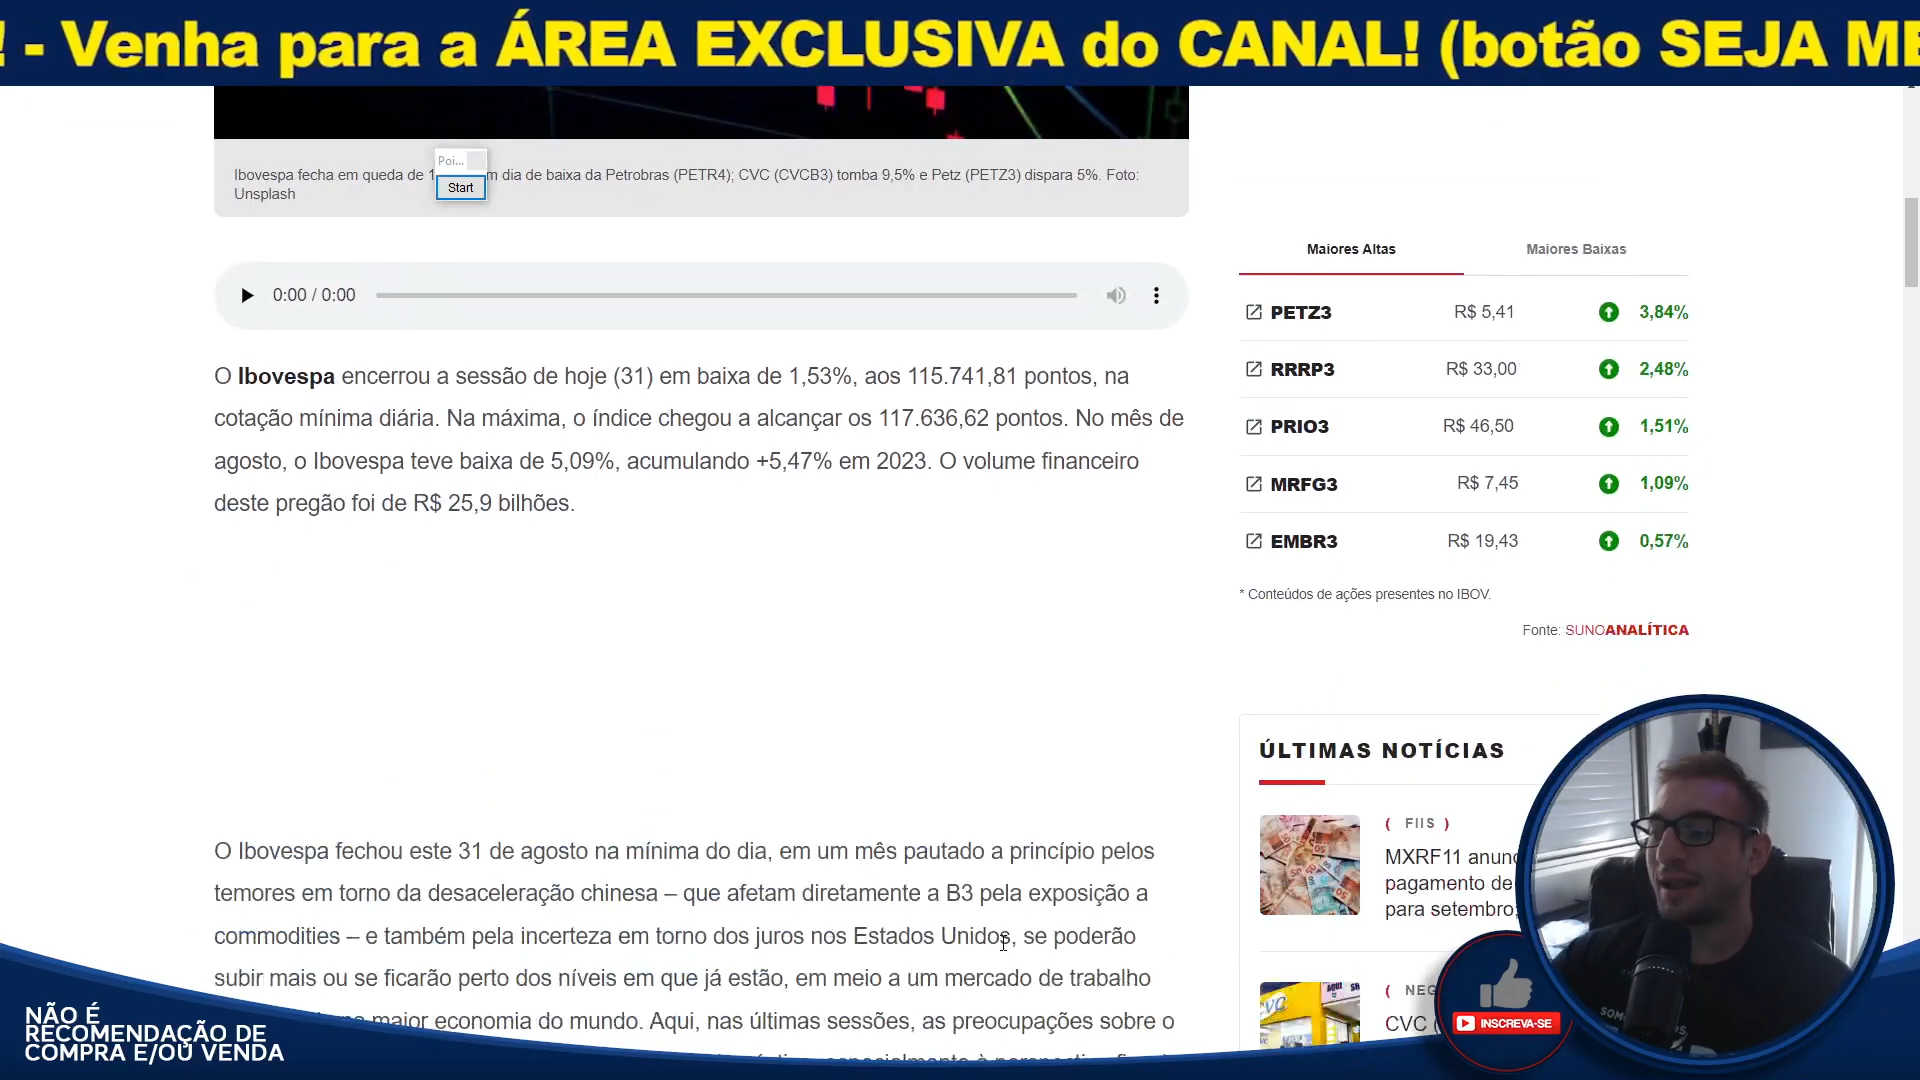 ! - Venha para a ÁREA EXCLUSIVA do CANAL! (botão SEJA ME
Ibovespa fecha em queda de 1 m dia de baixa da Petrobras (PETR4); CVC (CVCB3) tomba 9,5% e Petz (PETZ3) dispara 5%. Foto:
Unsplash
Poi...
Start
0:00 / 0:00
O Ibovespa encerrou a sessão de hoje (31) em baixa de 1,53%, aos 115.741,81 pontos, na
cotação mínima diária. Na máxima, o índice chegou a alcançar os 117.636,62 pontos. No mês de
agosto, o Ibovespa teve baixa de 5,09%, acumulando +5,47% em 2023. O volume financeiro
deste pregão foi de R$ 25,9 bilhões.
O Ibovespa fechou este 31 de agosto na mínima do dia, em um mês pautado a princípio pelos
temores em torno da desaceleração chinesa – que afetam diretamente a B3 pela exposição a
commodities – e também pela incerteza em torno dos juros nos Estados Unidos, se poderão
subir mais ou se ficarão perto dos níveis em que já estão, em meio a um mercado de trabalho
maior economia do mundo. Aqui, nas últimas sessões, as preocupações sobre o
Maiores Altas Maiores Baixas
PETZ3 R$ 5,41 3,84%
RRRP3 R$ 33,00 2,48%
PRIO3 R$ 46,50 1,51%
MRFG3 R$ 7,45 1,09%
EMBR3 R$ 19,43 0,57%
* Conteúdos de ações presentes no IBOV.
Fonte: SUNOANALÍTICA
ÚLTIMAS NOTÍCIAS
( FIIS )
MXRF11 anunc
pagamento de
para setembro;
( NEG
CVC (
INSCREVA-SE
NÃO É
RECOMENDAÇÃO DE
COMPRA E/OU VENDA